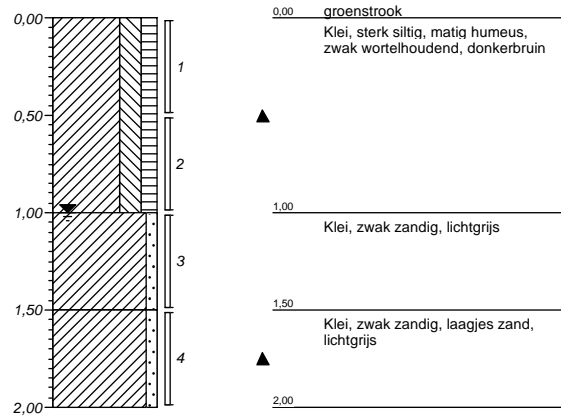 0,00
0,50
1,00
1,50
2,00
1
2
3
4
0,00
groenstrook
Klei, sterk siltig, matig humeus,
zwak wortelhoudend, donkerbruin
1,00
Klei, zwak zandig, lichtgrijs
1,50
Klei, zwak zandig, laagjes zand,
lichtgrijs
2,00